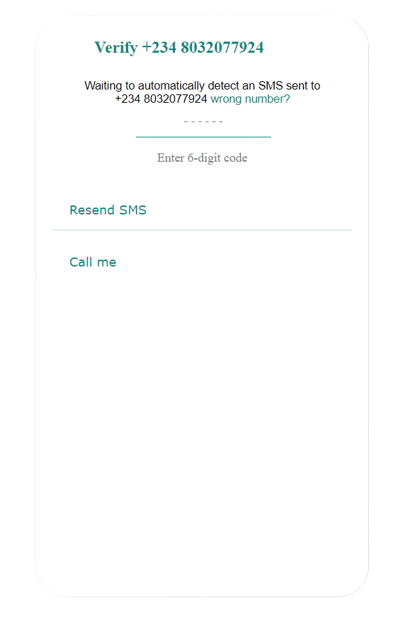 Verify +234 8032077924
Waiting to automatically detect an SMS sent to
+234 8032077924 wrong number?
- - - - - -
Enter 6-digit code
Resend SMS
Call me